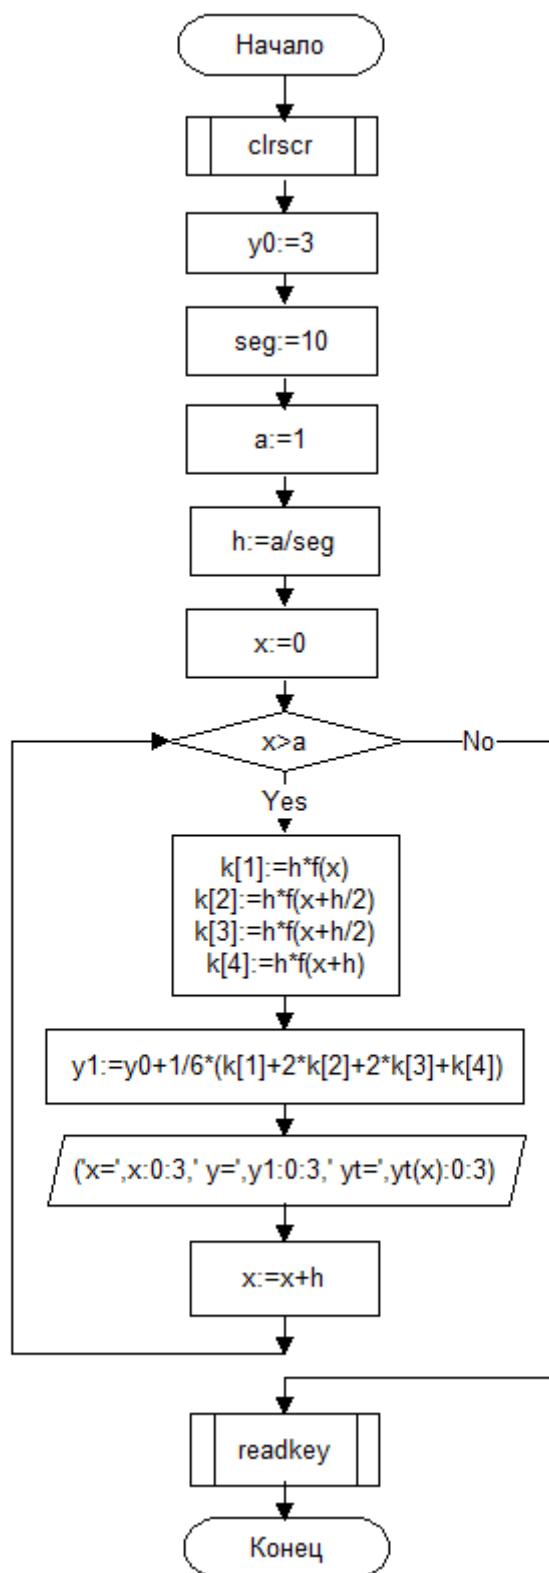 Начало
clrscr
y0:=3
seg:=10
a:=1
h:=a/seg
x:=0
x>a
No
Yes
k[1]:=h*f(x)
k[2]:=h*f(x+h/2)
k[3]:=h*f(x+h/2)
k[4]:=h*f(x+h)
y1:=y0+1/6*(k[1]+2*k[2]+2*k[3]+k[4])
('x=',x:0:3,' y=',y1:0:3,' yt=',yt(x):0:3)
x:=x+h
readkey
Конец